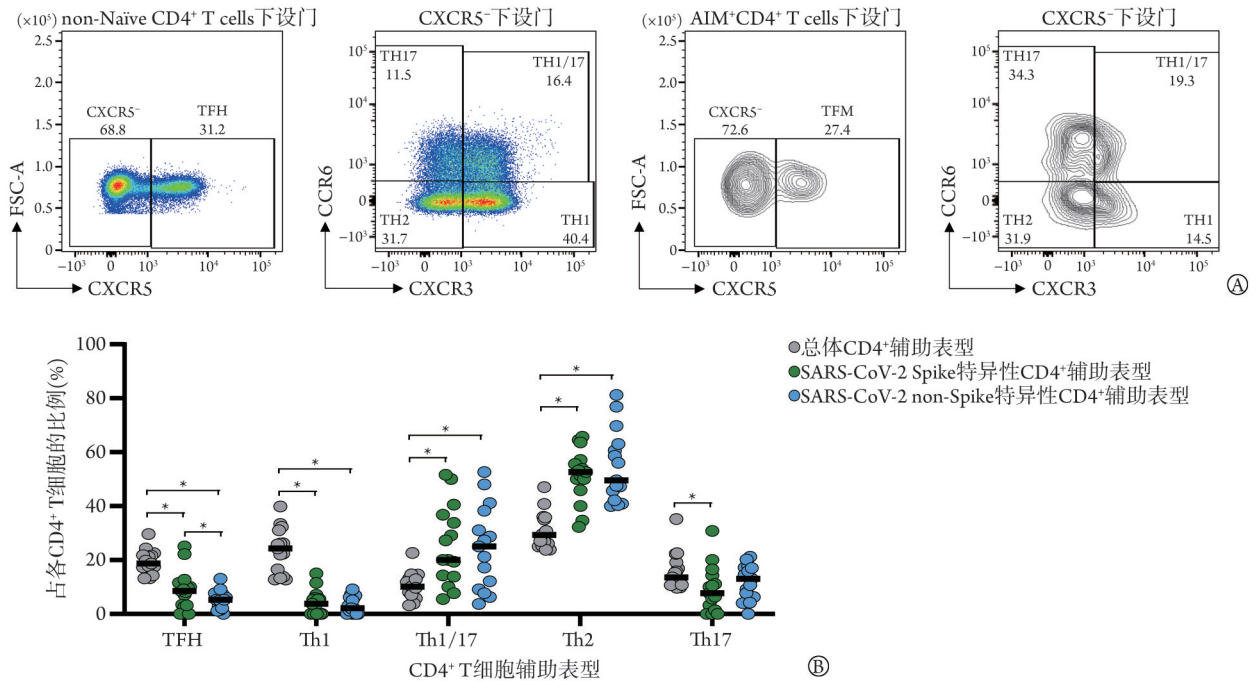 (×10⁵) non-Naïve CD4⁺ T cells下设门
2.5
2.0
1.5
1.0
0.5
0
CXCR5⁻
68.8
TFH
31.2
FSC-A
−10³ 0 10³ 10⁴ 10⁵
CXCR5
CXCR5⁻下设门
10⁵
10⁴
10³
0
−10³
TH17
11.5
TH1/17
16.4
TH2
31.7
TH1
40.4
CCR6
−10³ 0 10³ 10⁴ 10⁵
CXCR3
(×10⁵) AIM⁺CD4⁺ T cells下设门
2.5
2.0
1.5
1.0
0.5
0
CXCR5⁻
72.6
TFM
27.4
FSC-A
−10³ 0 10³ 10⁴ 10⁵
CXCR5
CXCR5⁻下设门
10⁵
10⁴
10³
0
−10³
TH17
34.3
TH1/17
19.3
TH2
31.9
TH1
14.5
CCR6
−10³ 0 10³ 10⁴ 10⁵
CXCR3
Ⓐ
占各CD4⁺ T细胞的比例(%)
100
80
60
40
20
0
* * *
* *
* *
* *
*
TFH Th1 Th1/17 Th2 Th17
CD4⁺ T细胞辅助表型
总体CD4⁺辅助表型
SARS-CoV-2 Spike特异性CD4⁺辅助表型
SARS-CoV-2 non-Spike特异性CD4⁺辅助表型
Ⓑ